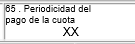 65 . Periodicidad del
pago de la cuota
XX